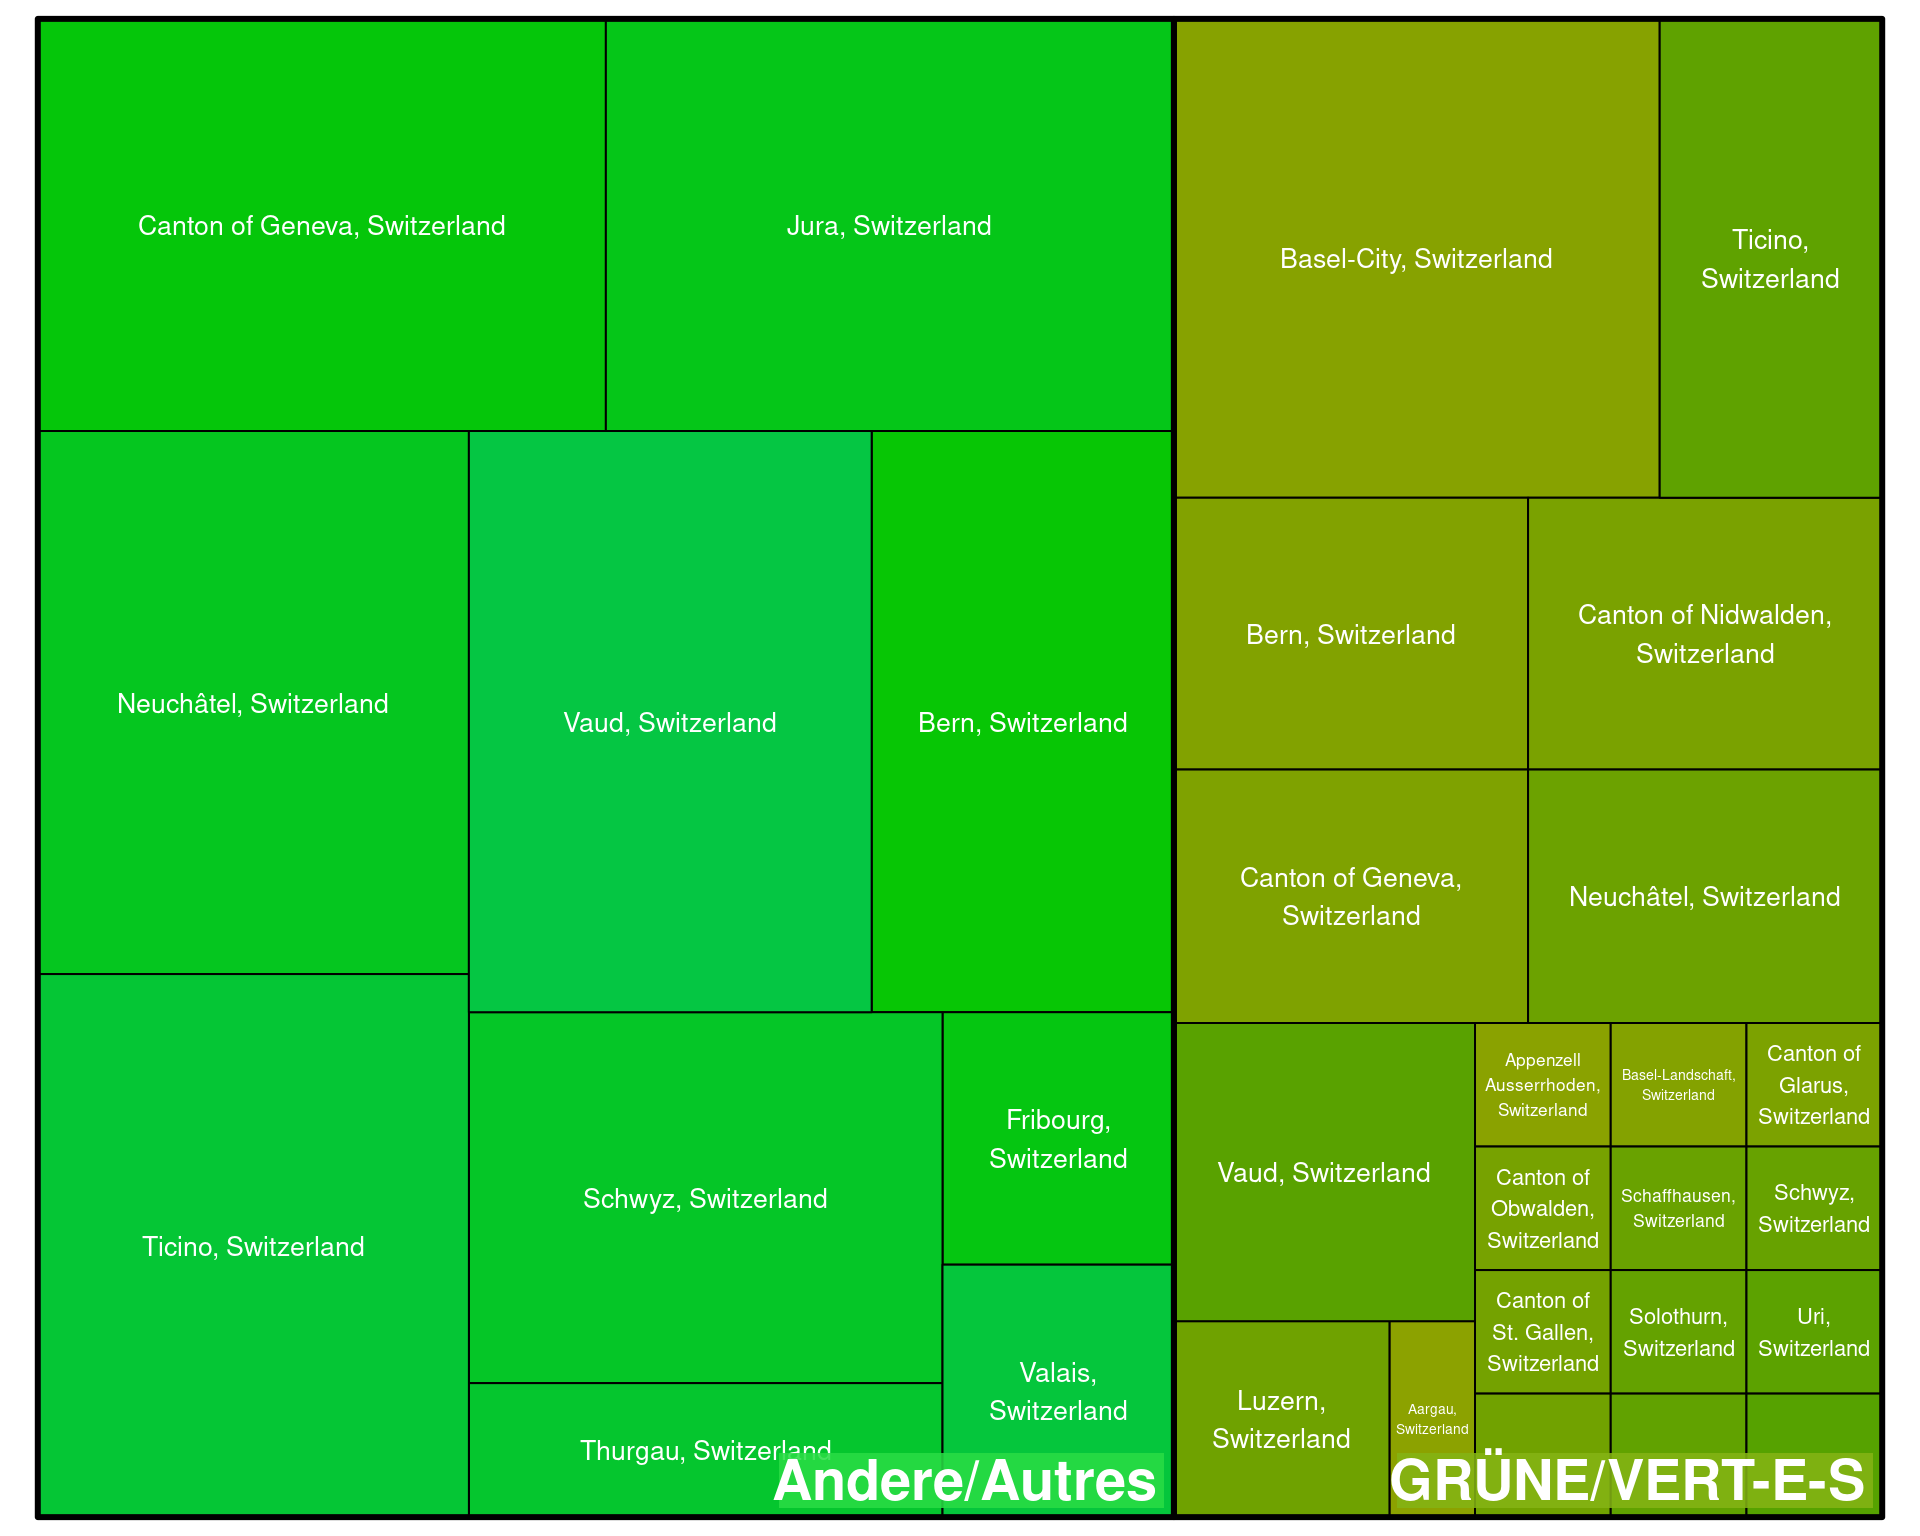 Canton of Geneva, Switzerland
Jura, Switzerland
Neuchâtel, Switzerland
Vaud, Switzerland
Bern, Switzerland
Ticino, Switzerland
Schwyz, Switzerland
Fribourg,
Switzerland
Valais,
Switzerland
Thurgau, Switzerland
Andere/Autres
Basel-City, Switzerland
Ticino,
Switzerland
Bern, Switzerland
Canton of Nidwalden,
Switzerland
Canton of Geneva,
Switzerland
Neuchâtel, Switzerland
Vaud, Switzerland
Appenzell
Ausserrhoden,
Switzerland
Basel-Landschaft,
Switzerland
Canton of
Glarus,
Switzerland
Canton of
Obwalden,
Switzerland
Schaffhausen,
Switzerland
Schwyz,
Switzerland
Canton of
St. Gallen,
Switzerland
Solothurn,
Switzerland
Uri,
Switzerland
Luzern,
Switzerland
Aargau,
Switzerland
GRÜNE/VERT-E-S